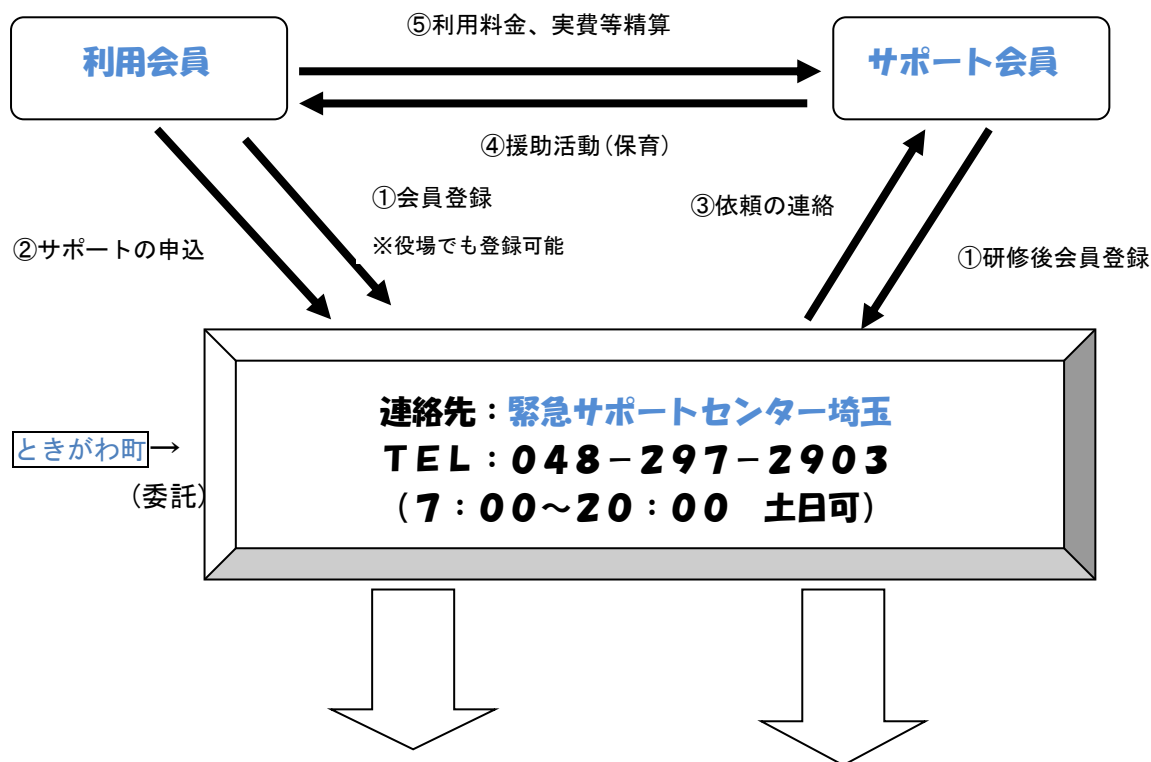 ⑤利用料金、実費等精算
利用会員
サポート会員
④援助活動(保育)
①会員登録
※役場でも登録可能
③依頼の連絡
②サポートの申込
①研修後会員登録
連絡先：緊急サポートセンター埼玉
ＴＥＬ：０４８－２９７－２９０３
（７：００～２０：００　土日可）
ときがわ町→
(委託)